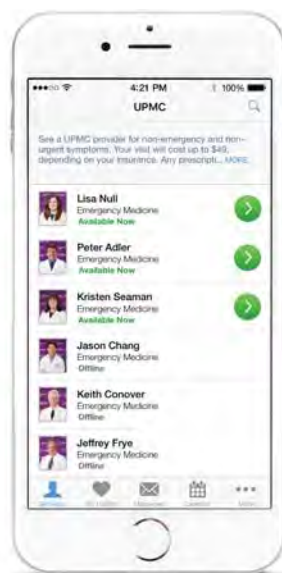 4:21 PM
100%
UPMC
See a UPMC provider for non-emergency and non-
urgent symptoms. Your visit will cost up to $49,
depending on your insurance. Any prescripti... MORE
Lisa Null
Emergency Medicine
Available Now
Peter Adler
Emergency Medicine
Available Now
Kristen Seaman
Emergency Medicine
Available Now
Jason Chang
Emergency Medicine
Offline
Keith Conover
Emergency Medicine
Offline
Jeffrey Frye
Emergency Medicine
Offline